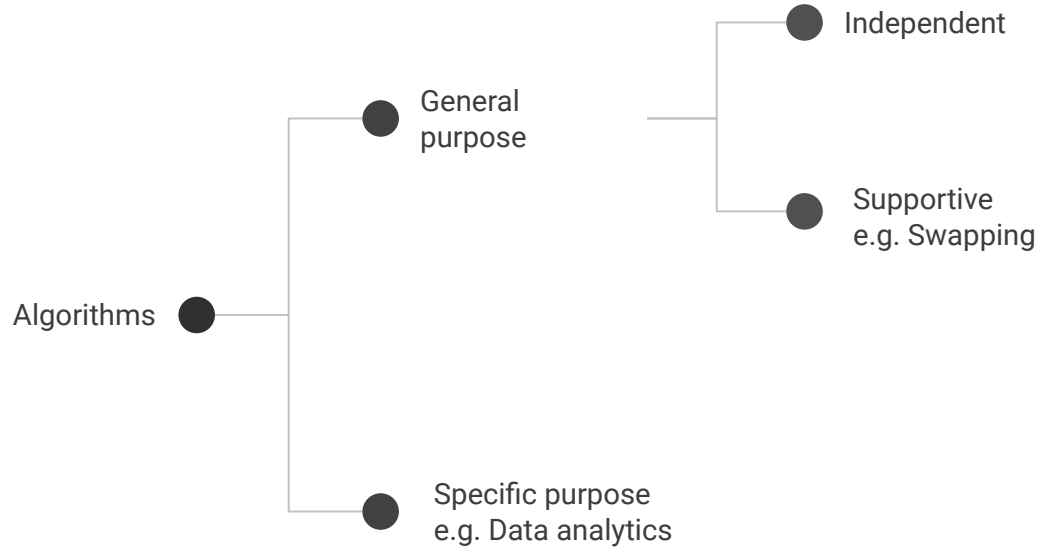 Independent
General
purpose
Supportive
e.g. Swapping
Algorithms
Specific purpose
e.g. Data analytics